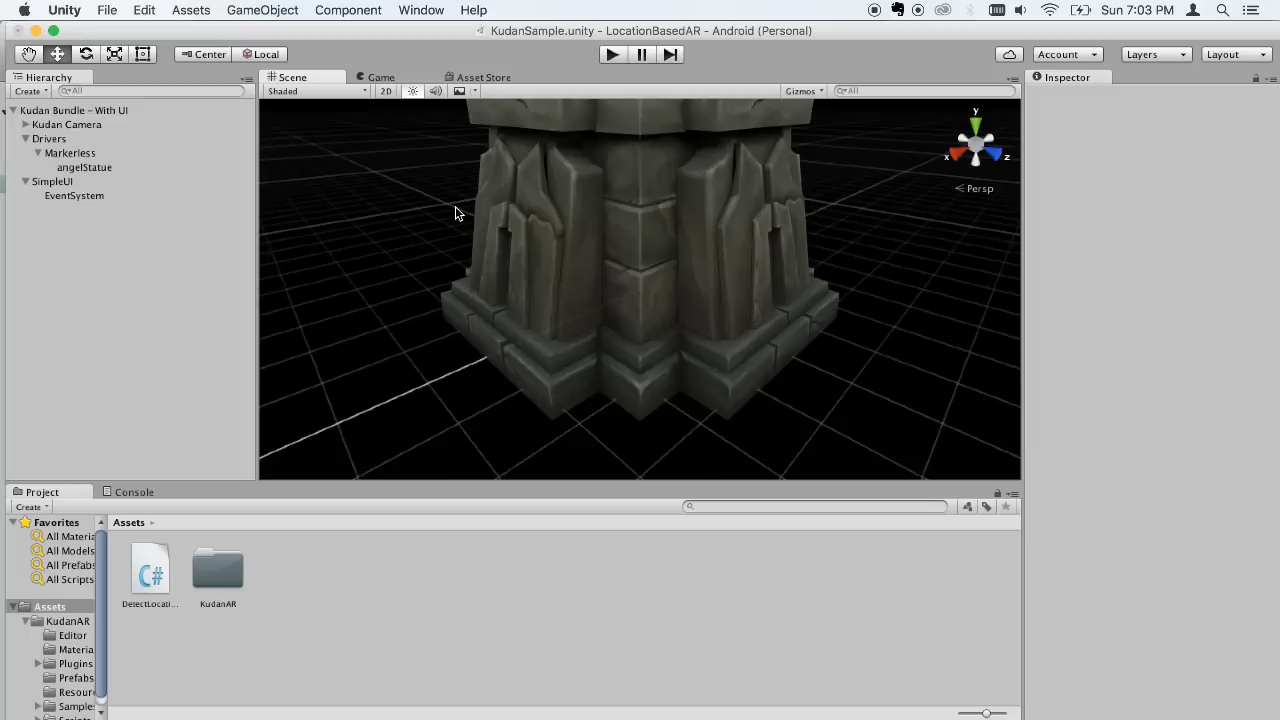 Unity File Edit Assets GameObject Component Window Help Sun 7:03 PM
KudanSample.unity - LocationBasedAR - Android (Personal)
Center Local Account Layers Layout
Hierarchy Scene Game Asset Store Inspector
Create All Shaded 2D Gizmos All
Kudan Bundle - With UI
Kudan Camera
Drivers
Markerless
angelStatue
SimpleUI
EventSystem
y
x z
Persp
Project Console
Create
Favorites Assets
All Materia
All Models
All Prefabs
All Scripts
C#
DetectLocati... KudanAR
Assets
KudanAR
Editor
Materia
Plugins
Prefabs
Resour
Sample
Scripts